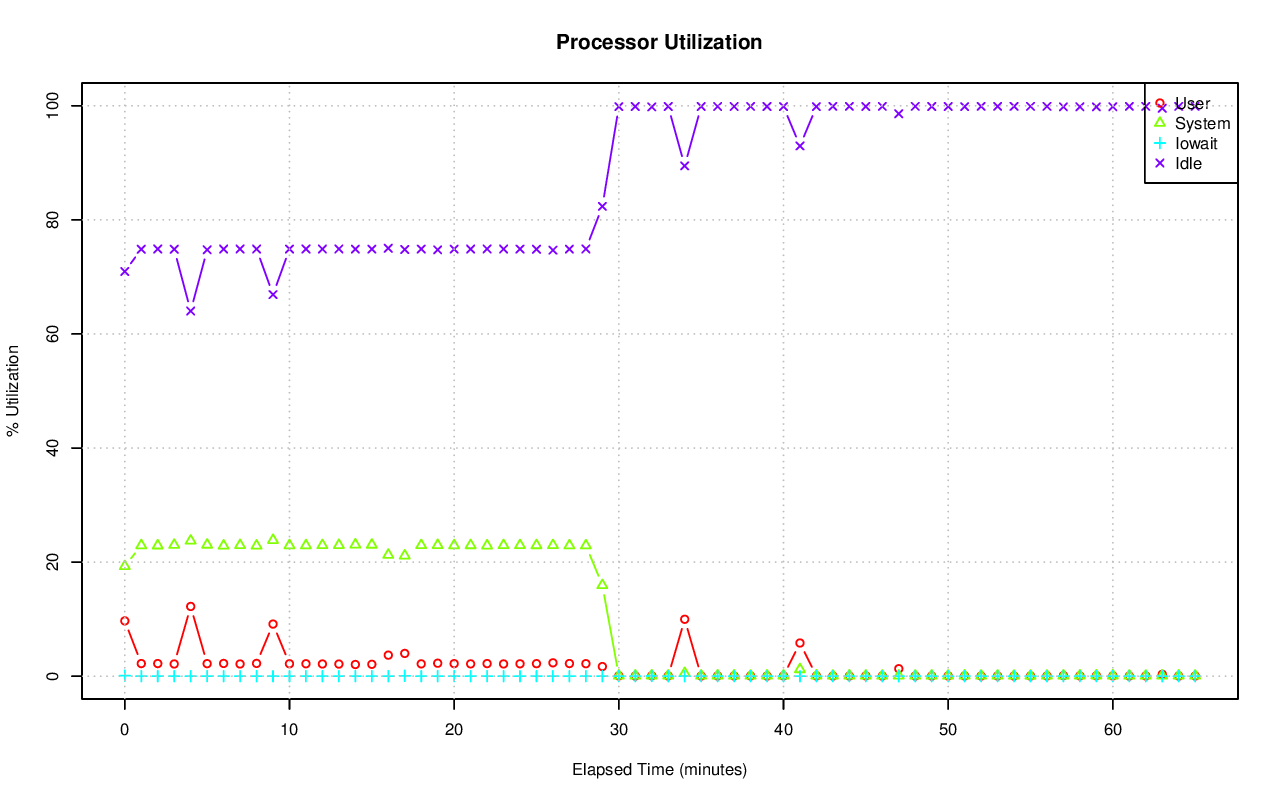 Processor Utilization
% Utilization
100
80
60
40
20
0
User
System
Iowait
Idle
0 10 20 30 40 50 60
Elapsed Time (minutes)